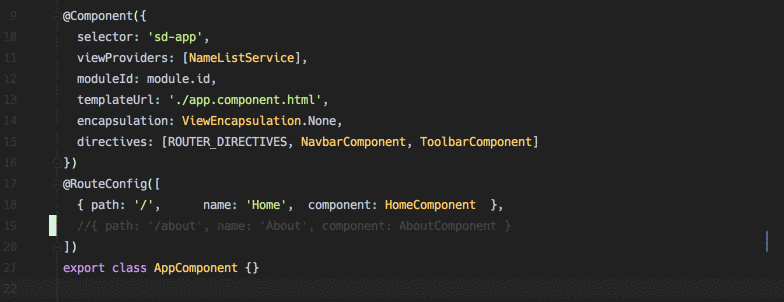 9 @Component({
10 selector: 'sd-app',
11 viewProviders: [NameListService],
12 moduleId: module.id,
13 templateUrl: './app.component.html',
14 encapsulation: ViewEncapsulation.None,
15 directives: [ROUTER_DIRECTIVES, NavbarComponent, ToolbarComponent]
16 })
17 @RouteConfig([
18 { path: '/',      name: 'Home',  component: HomeComponent  },
19 //{ path: '/about', name: 'About', component: AboutComponent }
20 ])
21 export class AppComponent {}
22